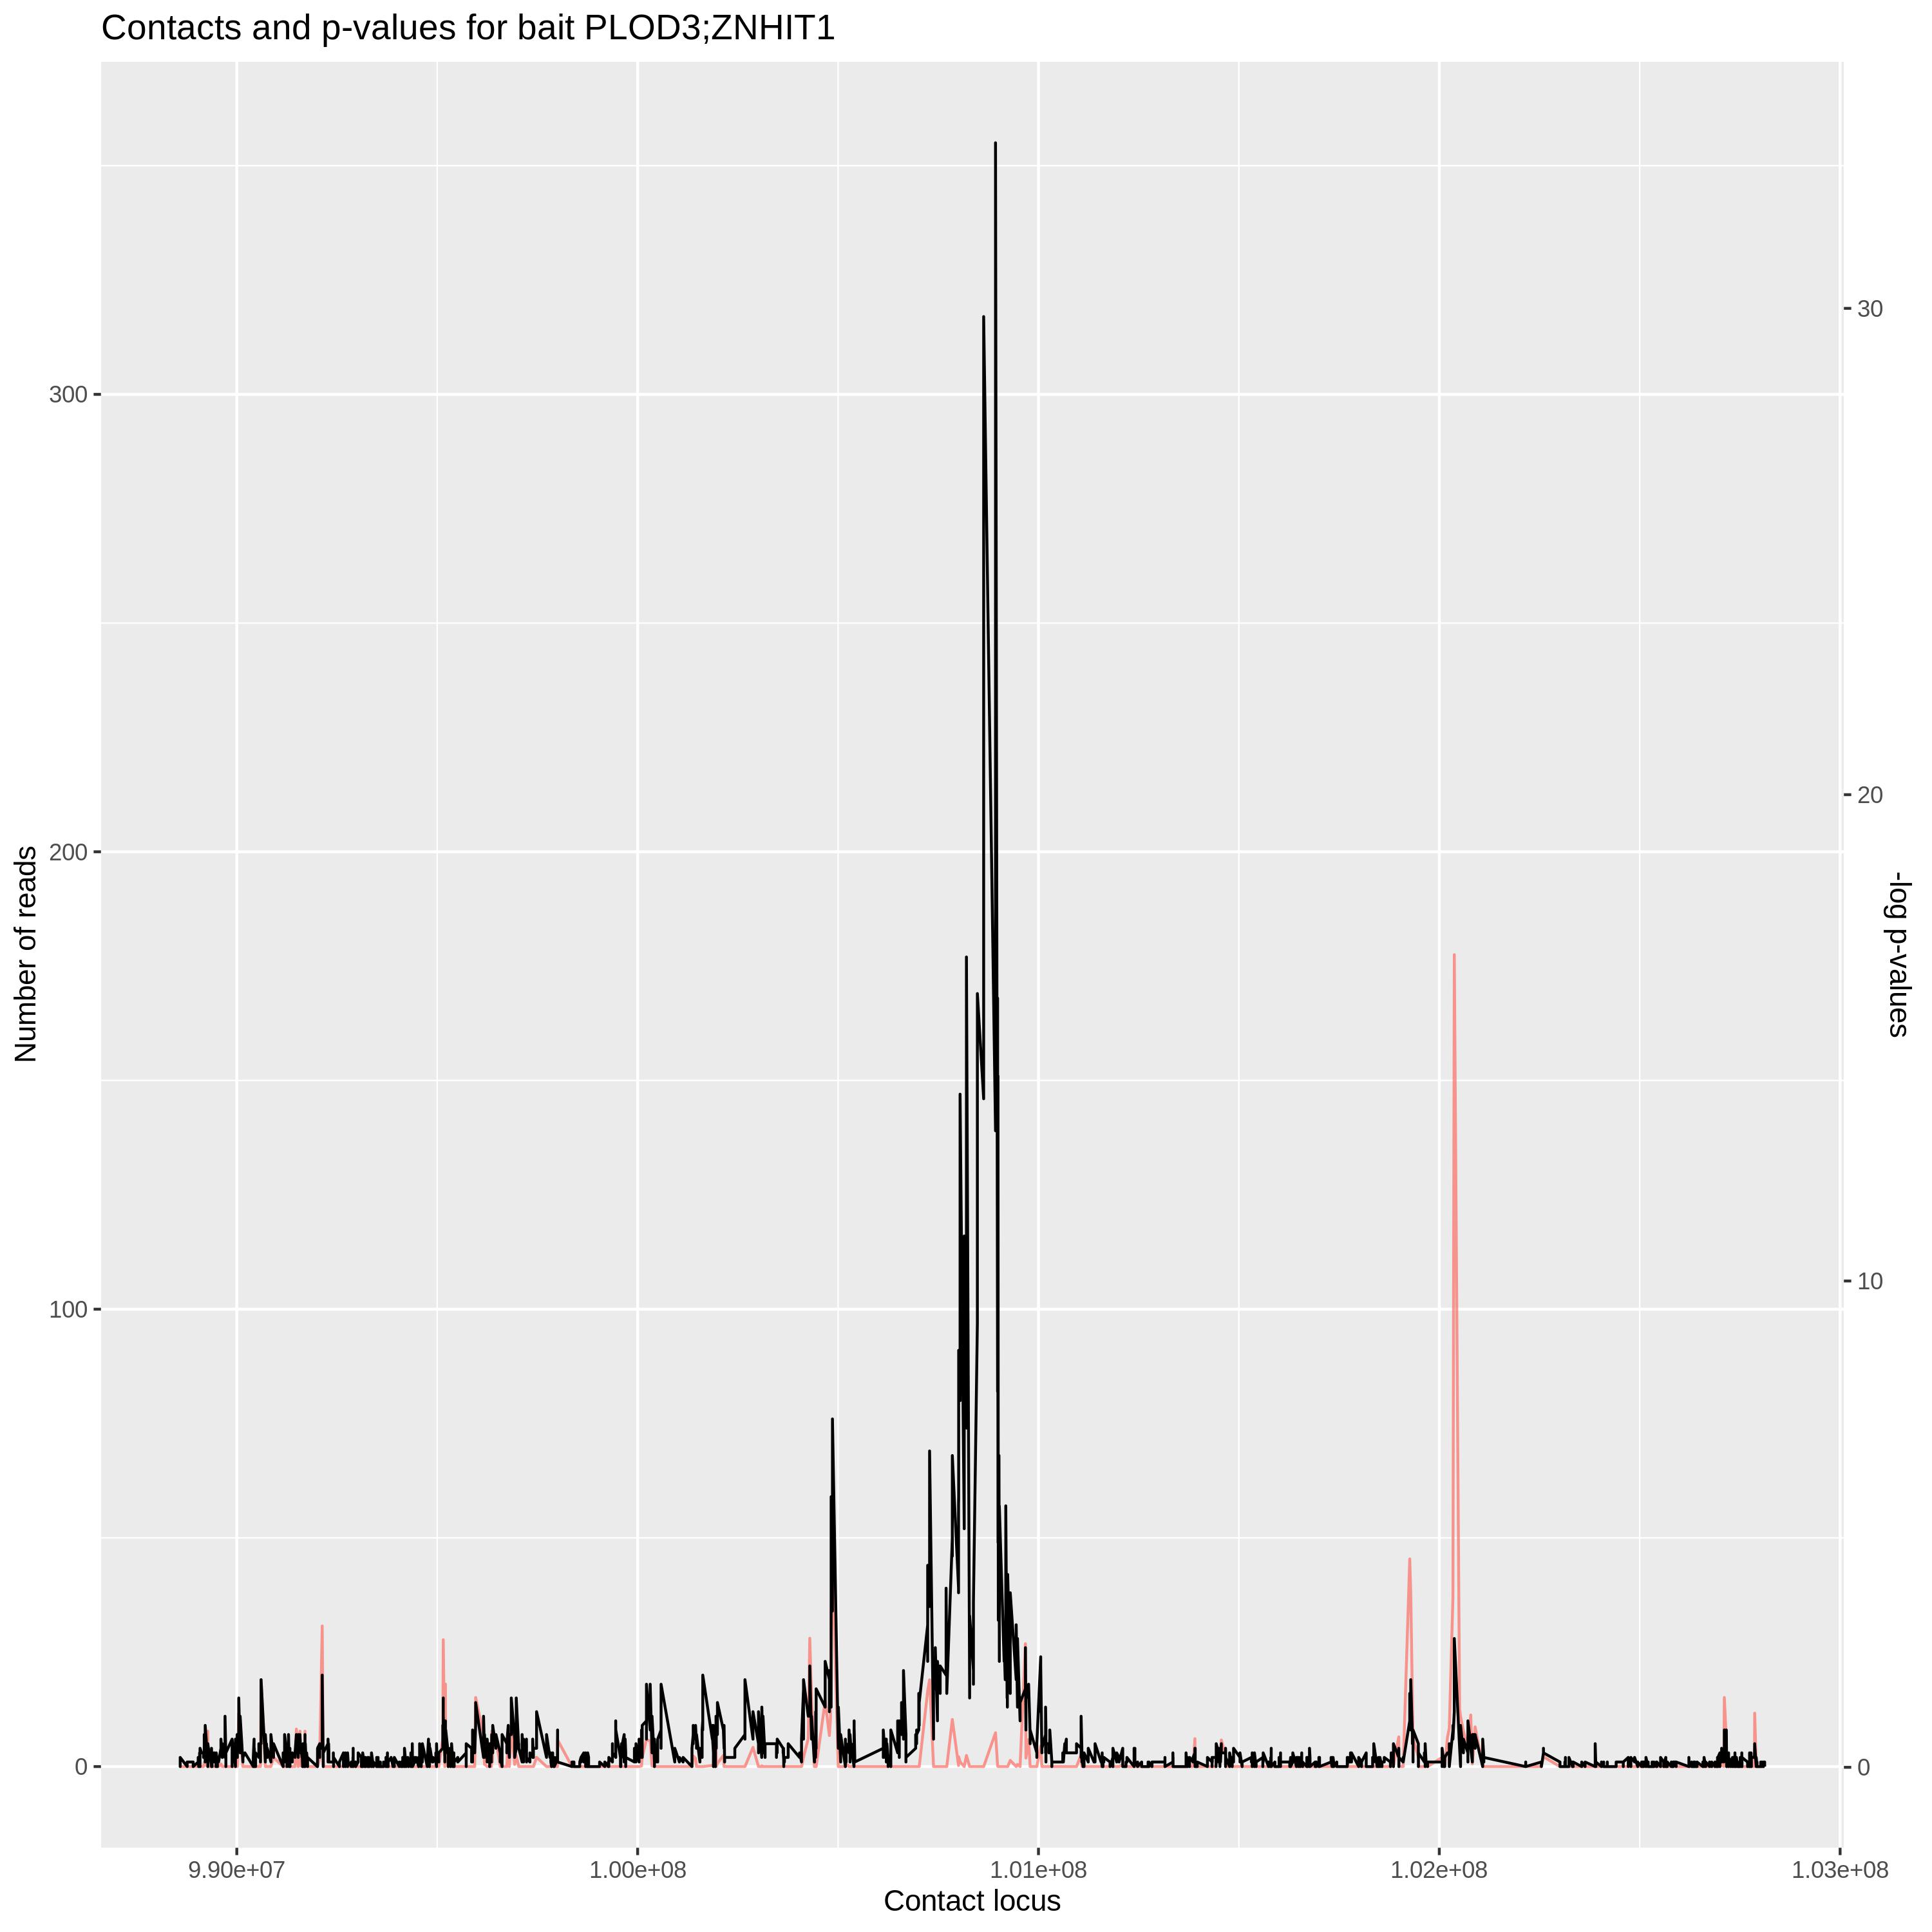 Contacts and p-values for bait PLOD3;ZNHIT1
Number of reads
300
200
100
0
30
20
10
0
-log p-values
9.90e+07
1.00e+08
1.01e+08
1.02e+08
1.03e+08
Contact locus